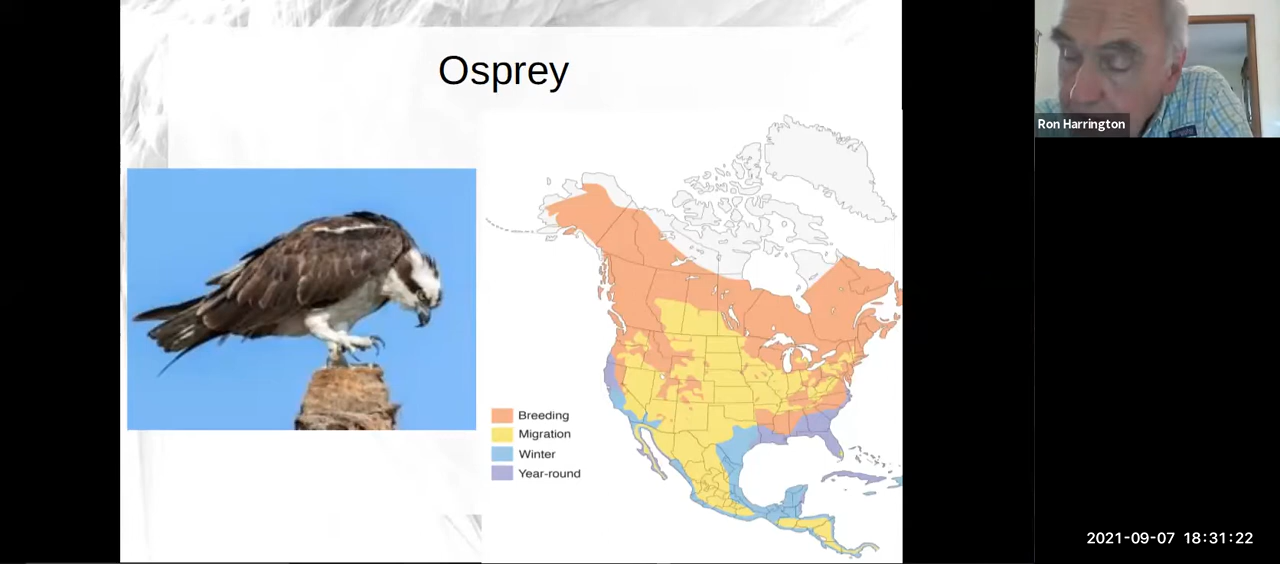 Osprey
Ron Harrington
Breeding
Migration
Winter
Year-round
2021-09-07 18:31:22